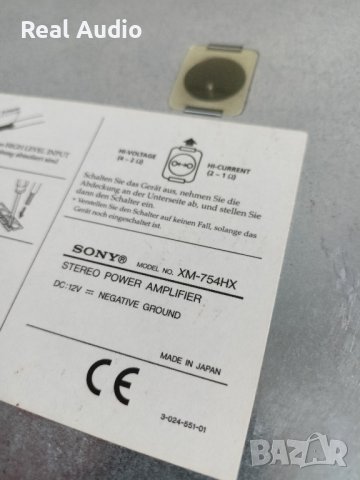 Real Audio
HIGH LEVEL INPUT
HI-VOLTAGE
(4 – 2 Ω)
HI-CURRENT
(2 – 1 Ω)
Schalten Sie das Gerät aus, nehmen Sie die
Abdeckung an der Unterseite ab, und stellen Sie
den Schalter ein.
• Verstellen Sie den Schalter auf keinen Fall, solange das
Gerät noch eingeschaltet ist.
SONY® MODEL NO. XM-754HX
STEREO POWER AMPLIFIER
DC:12V ⎓ NEGATIVE GROUND
MADE IN JAPAN
CE
3-024-551-01
BAZAR